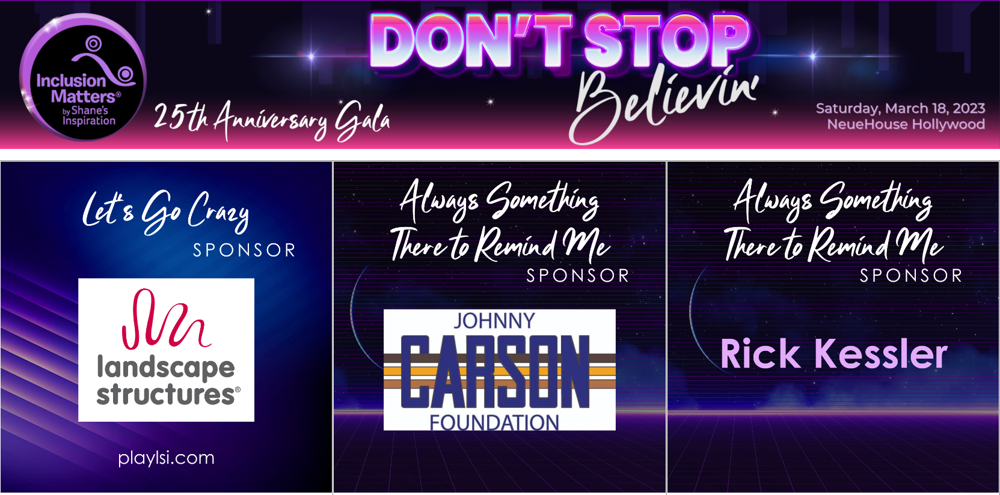 Inclusion
Matters®
by Shane's
Inspiration
25th Anniversary Gala
DON'T STOP
Believin'
Saturday, March 18, 2023
NeueHouse Hollywood
Let's Go Crazy
SPONSOR
landscape
structures®
playlsi.com
Always Something
There to Remind Me
SPONSOR
JOHNNY
CARSON
FOUNDATION
Always Something
There to Remind Me
SPONSOR
Rick Kessler